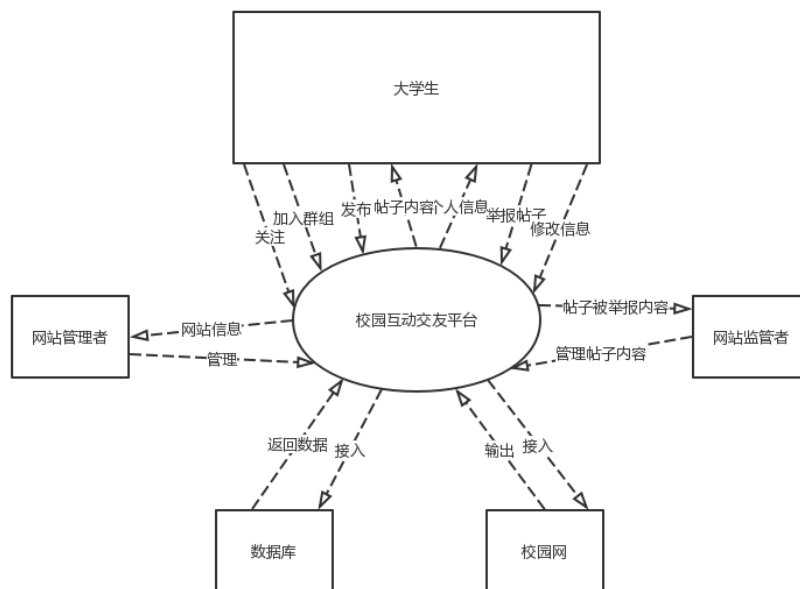 大学生
关注
加入群组
发布
帖子内容
个人信息
举报帖子
修改信息
网站管理者
网站信息
管理
校园互动交友平台
帖子被举报内容
管理帖子内容
网站监管者
返回数据
接入
输出
接入
数据库
校园网